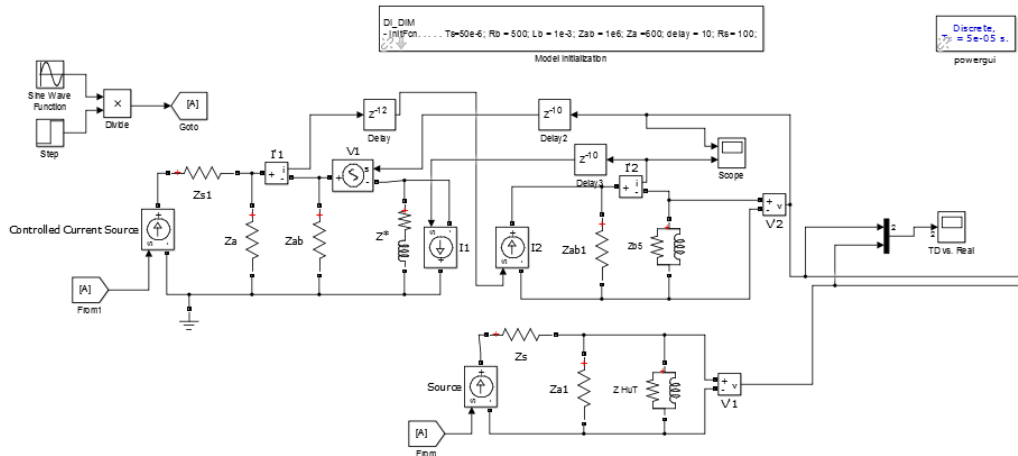 DI_DIM
- InitFcn. . . . . Ts=50e-6; Rb = 500; Lb = 1e-3; Zab = 1e6; Za =600; delay = 10; Rs= 100;
Model Initialization
Discrete,
= 5e-05 s.
powergui
Sine Wave
Function
Step
×
Divide
[A]
Goto
z-12
Delay
z-10
Delay2
z-10
Delay3
Scope
I'1
V1
I'2
V2
Zs1
Za
Zab
Z*
I1
I2
Zab1
Zb5
Controlled Current Source
[A]
From1
2
2
TD vs. Real
Zs
Source
Za1
Z HuT
V'1
[A]
From